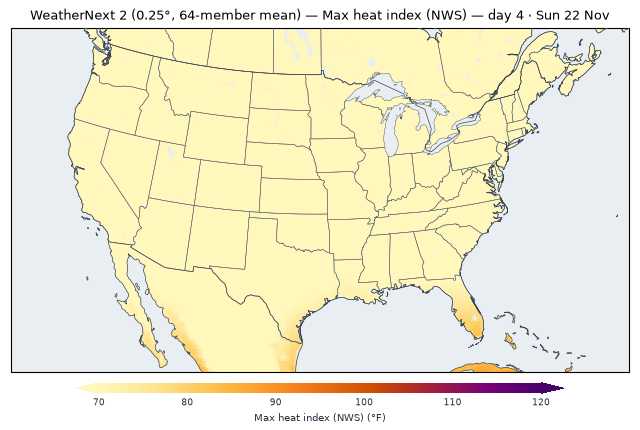 WeatherNext 2 (0.25°, 64-member mean) — Max heat index (NWS) — day 4 · Sun 22 Nov
70 80 90 100 110 120
Max heat index (NWS) (°F)